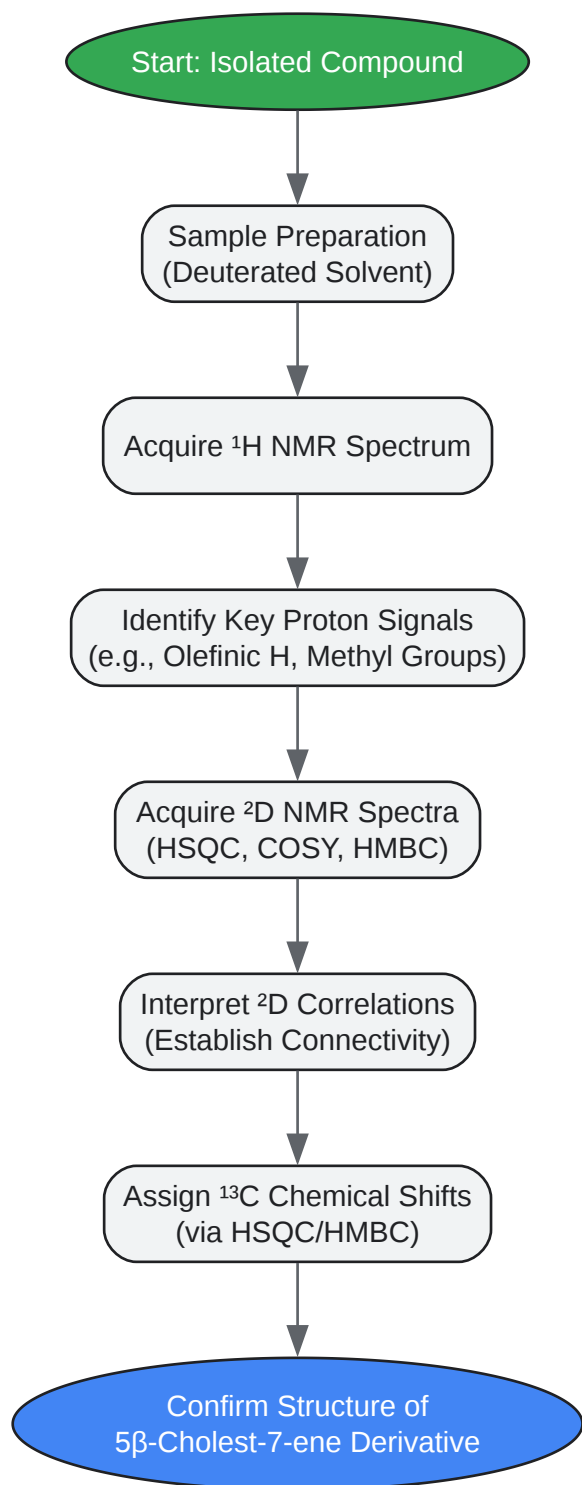 Start: Isolated Compound
Sample Preparation
(Deuterated Solvent)
Acquire ¹H NMR Spectrum
Identify Key Proton Signals
(e.g., Olefinic H, Methyl Groups)
Acquire ²D NMR Spectra
(HSQC, COSY, HMBC)
Interpret ²D Correlations
(Establish Connectivity)
Assign ¹³C Chemical Shifts
(via HSQC/HMBC)
Confirm Structure of
5β-Cholest-7-ene Derivative